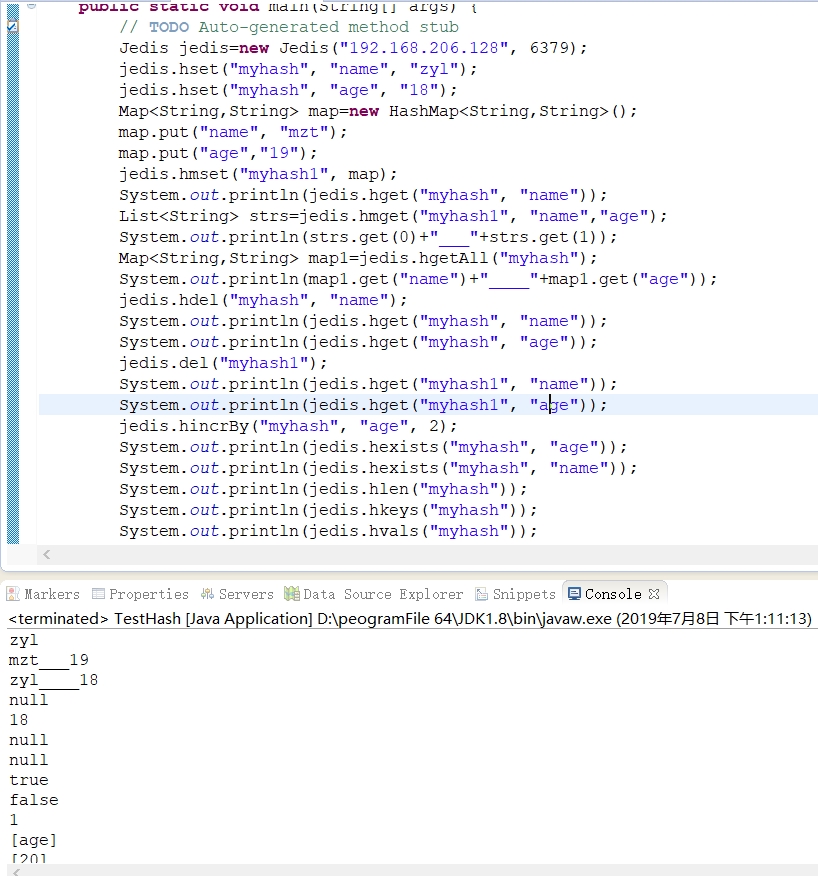 public static void main(String[] args) {
// TODO Auto-generated method stub
Jedis jedis=new Jedis("192.168.206.128", 6379);
jedis.hset("myhash", "name", "zyl");
jedis.hset("myhash", "age", "18");
Map<String,String> map=new HashMap<String,String>();
map.put("name", "mzt");
map.put("age","19");
jedis.hmset("myhash1", map);
System.out.println(jedis.hget("myhash", "name"));
List<String> strs=jedis.hmget("myhash1", "name","age");
System.out.println(strs.get(0)+"___"+strs.get(1));
Map<String,String> map1=jedis.hgetAll("myhash");
System.out.println(map1.get("name")+"____"+map1.get("age"));
jedis.hdel("myhash", "name");
System.out.println(jedis.hget("myhash", "name"));
System.out.println(jedis.hget("myhash", "age"));
jedis.del("myhash1");
System.out.println(jedis.hget("myhash1", "name"));
System.out.println(jedis.hget("myhash1", "age"));
jedis.hincrBy("myhash", "age", 2);
System.out.println(jedis.hexists("myhash", "age"));
System.out.println(jedis.hexists("myhash", "name"));
System.out.println(jedis.hlen("myhash"));
System.out.println(jedis.hkeys("myhash"));
System.out.println(jedis.hvals("myhash"));
Markers Properties Servers Data Source Explorer Snippets Console
<terminated> TestHash [Java Application] D:\peogramFile 64\JDK1.8\bin\javaw.exe (2019年7月8日 下午1:11:13)
zyl
mzt___19
zyl____18
null
18
null
null
true
false
1
[age]
[20]